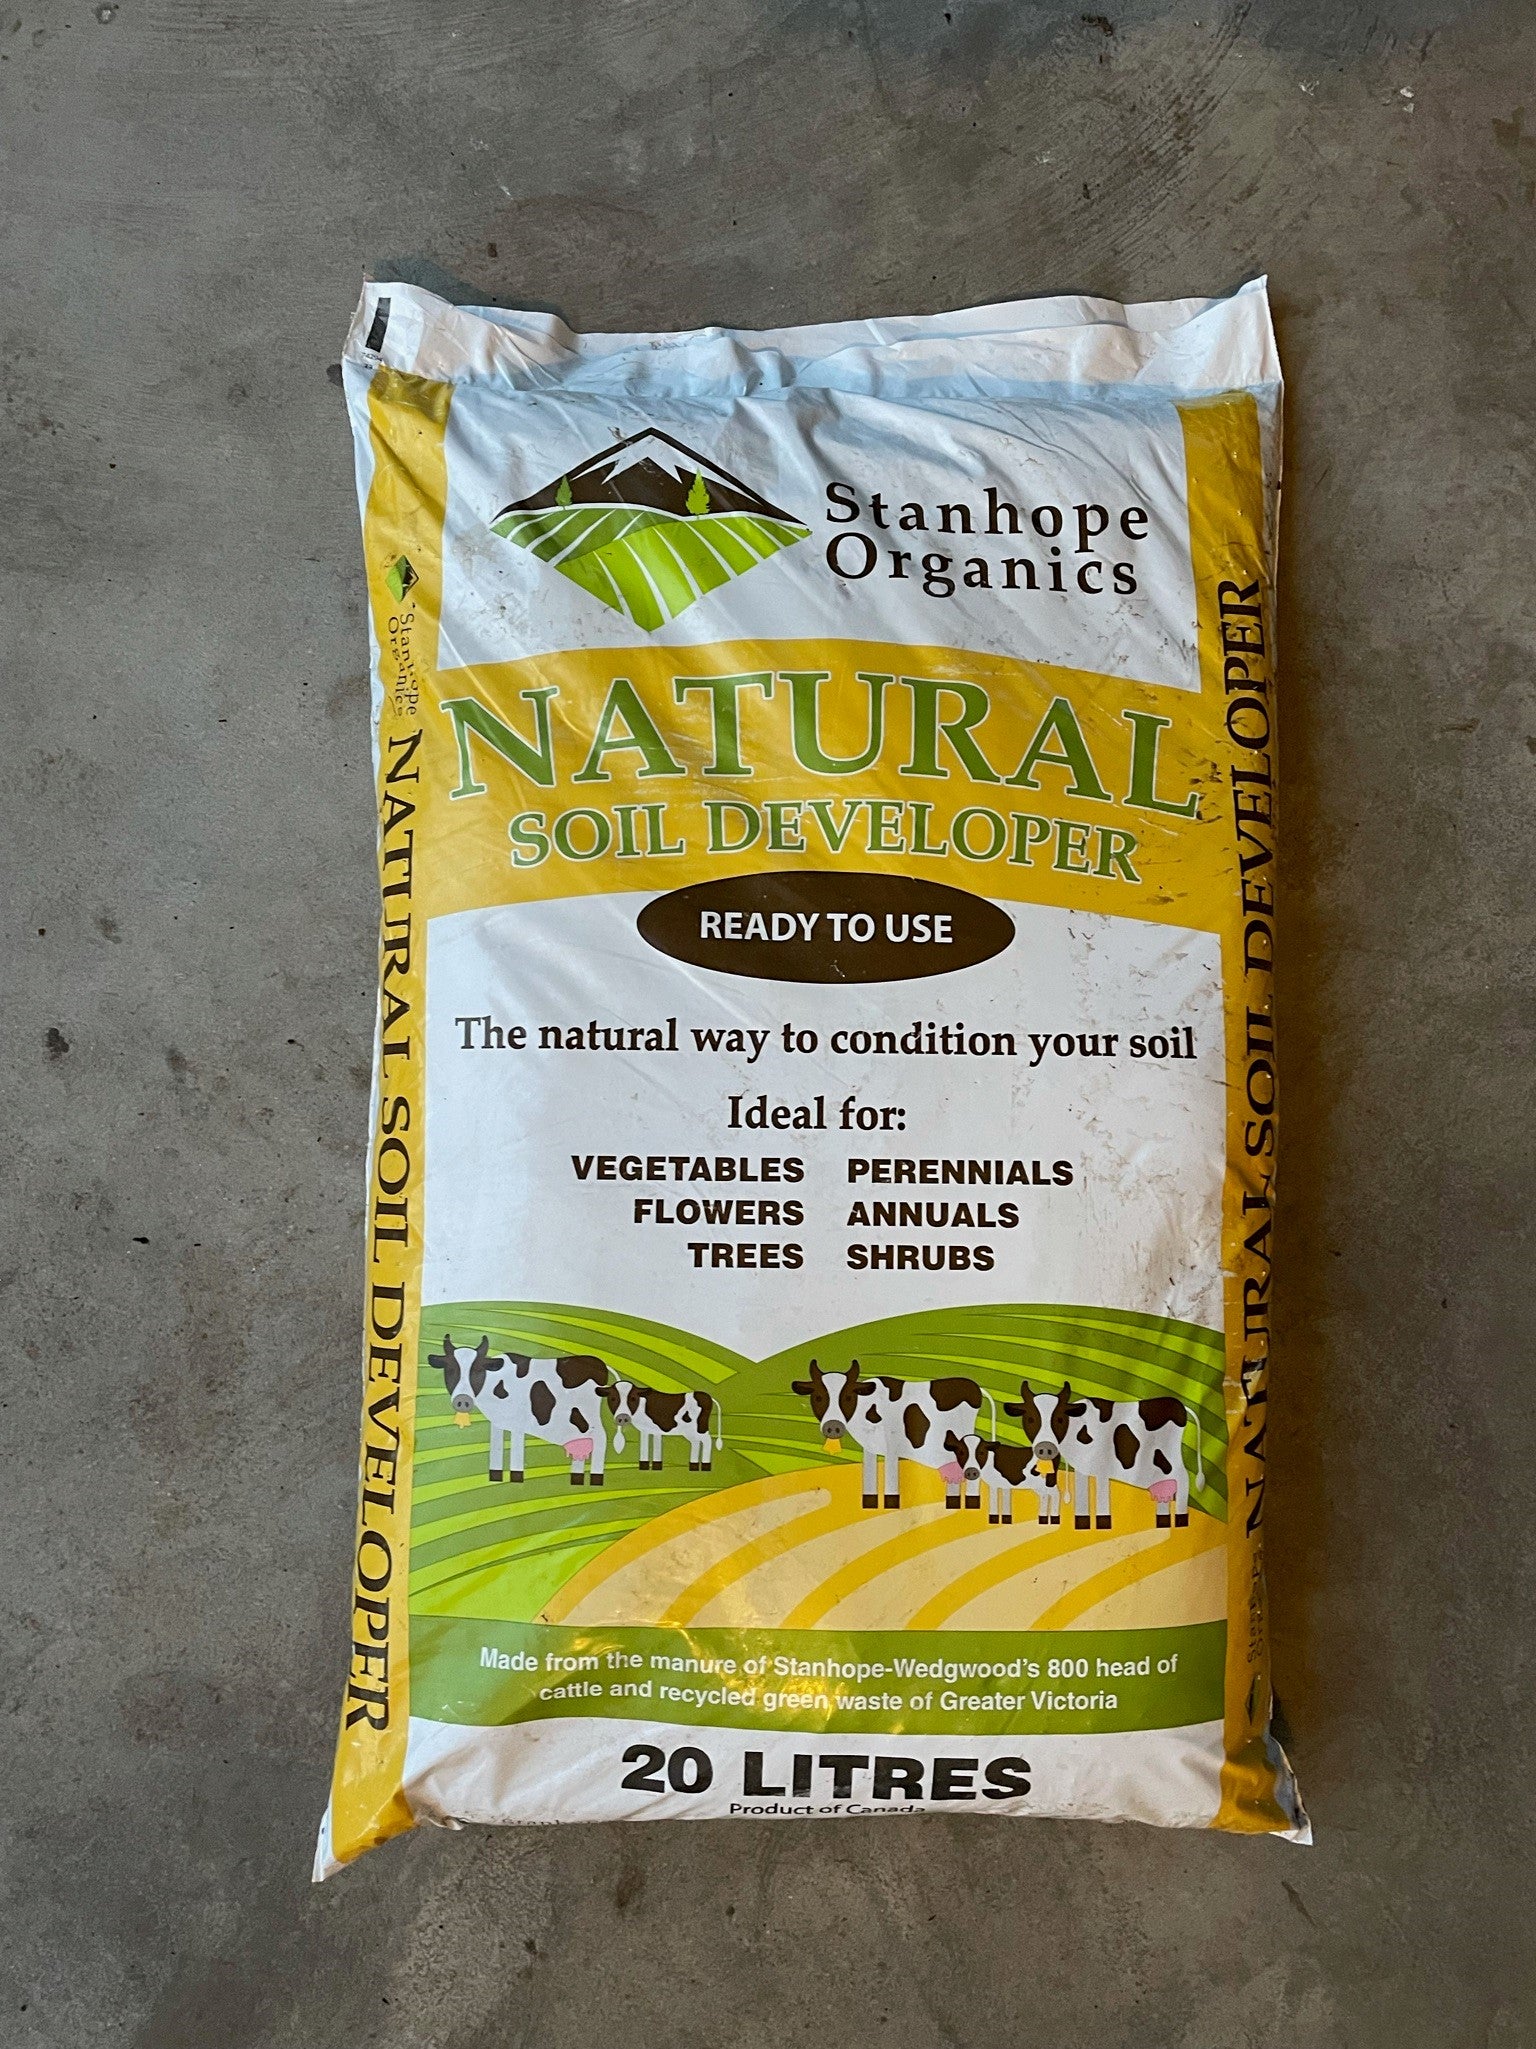 Stanhope
Organics
NATURAL
SOIL DEVELOPER
READY TO USE
The natural way to condition your soil
Ideal for:
VEGETABLES PERENNIALS
FLOWERS ANNUALS
TREES SHRUBS
Made from the manure of Stanhope-Wedgwood's 800 head of
cattle and recycled green waste of Greater Victoria
20 LITRES
Product of Canada
Stanhope
Organics
NATURAL SOIL DEVELOPER
NATURAL SOIL DEVELOPER